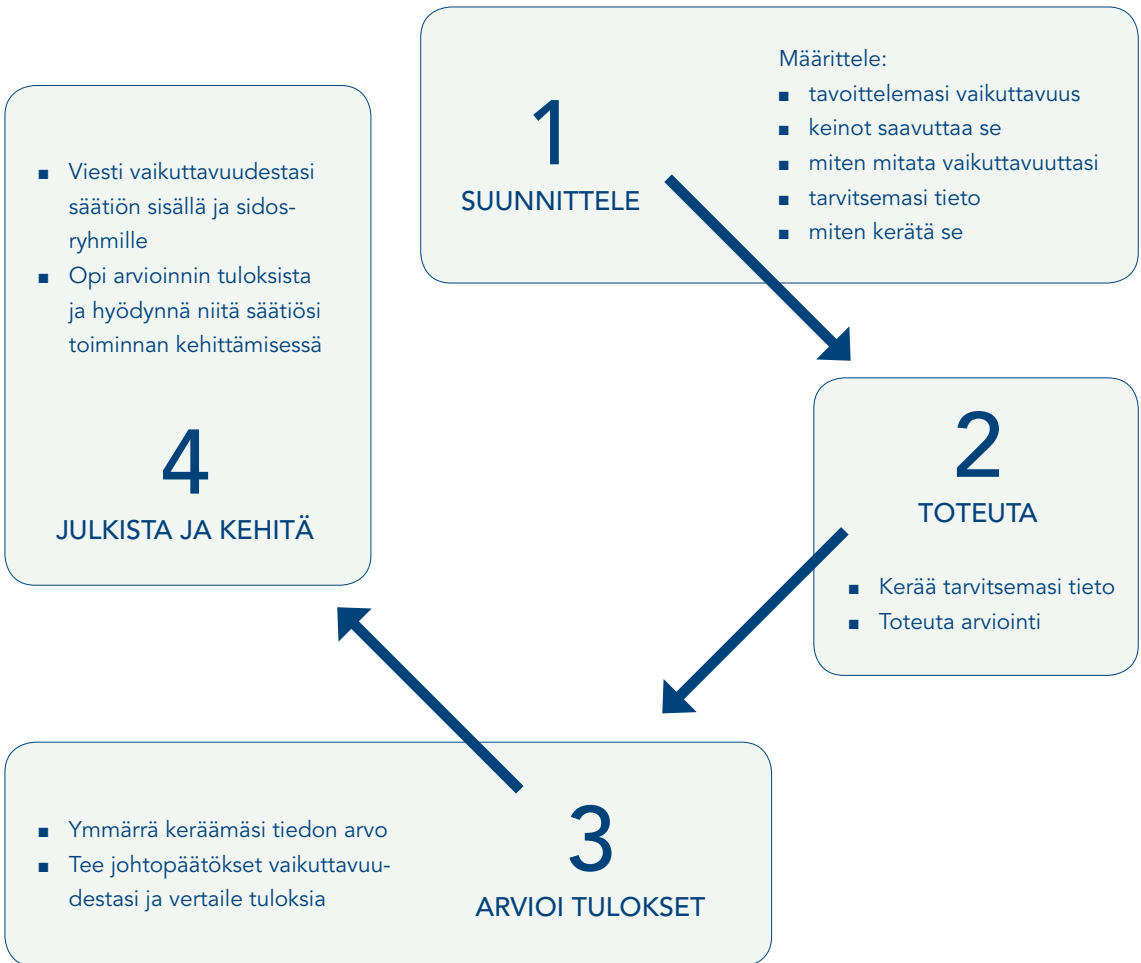 1
SUUNNITTELE
Määrittele:
■ tavoittelemasi vaikuttavuus
■ keinot saavuttaa se
■ miten mitata vaikuttavuuttasi
■ tarvitsemasi tieto
■ miten kerätä se
2
TOTEUTA
■ Kerää tarvitsemasi tieto
■ Toteuta arviointi
3
ARVIOI TULOKSET
■ Ymmärrä keräämäsi tiedon arvo
■ Tee johtopäätökset vaikuttavuu-
destasi ja vertaile tuloksia
4
JULKISTA JA KEHITÄ
■ Viesti vaikuttavuudestasi
säätiön sisällä ja sidos-
ryhmille
■ Opi arvioinnin tuloksista
ja hyödynnä niitä säätiösi
toiminnan kehittämisessä